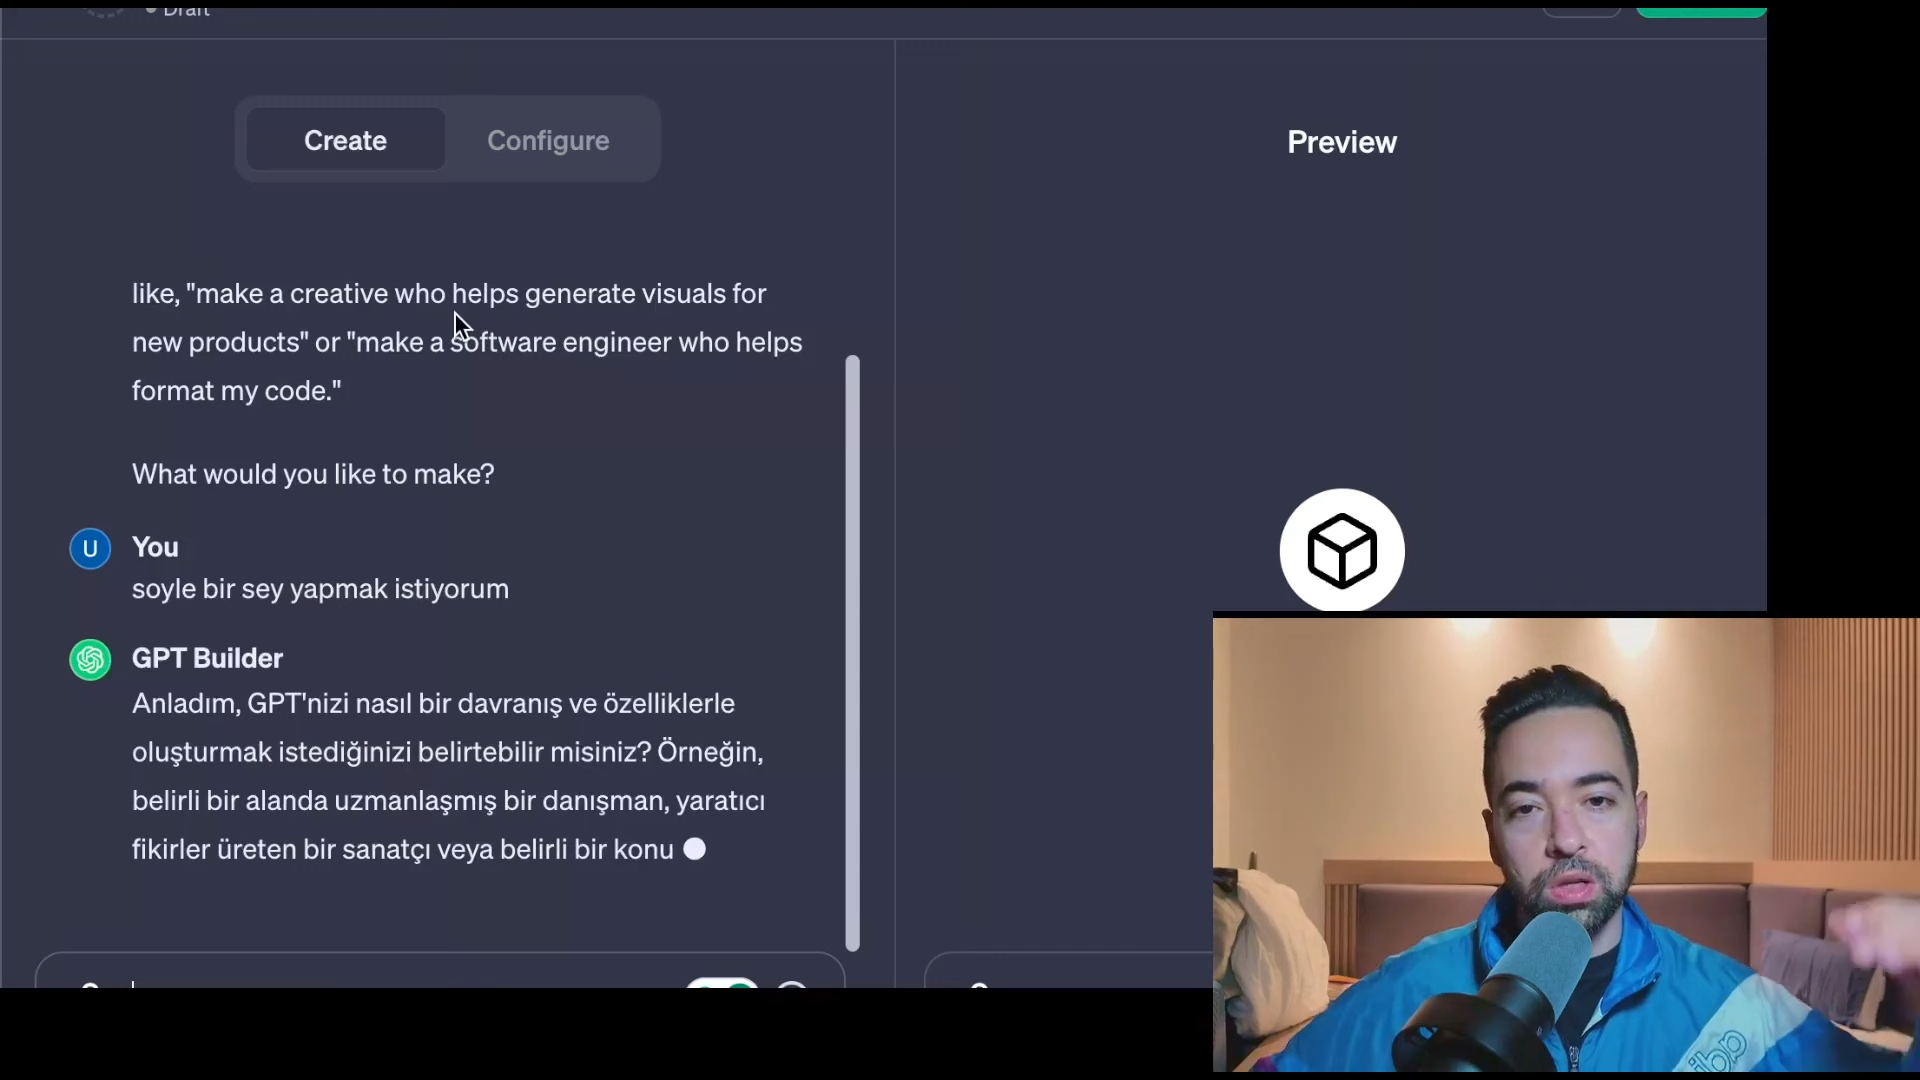 Draft
Create
Configure
Preview
like, "make a creative who helps generate visuals for
new products" or "make a software engineer who helps
format my code."
What would you like to make?
U
You
soyle bir sey yapmak istiyorum
GPT Builder
Anladım, GPT'nizi nasıl bir davranış ve özelliklerle
oluşturmak istediğinizi belirtebilir misiniz? Örneğin,
belirli bir alanda uzmanlaşmış bir danışman, yaratıcı
fikirler üreten bir sanatçı veya belirli bir konu